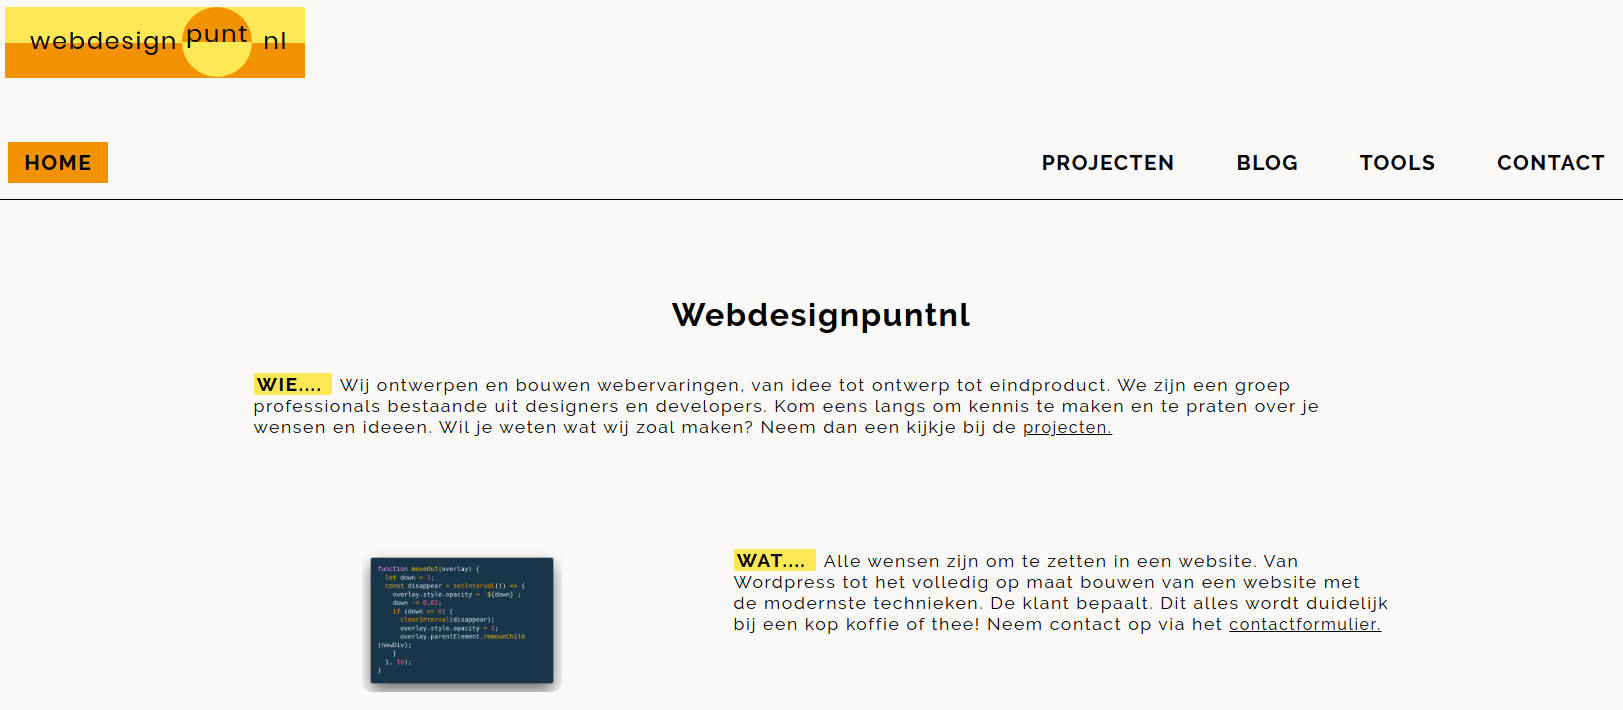 webdesign punt nl
HOME PROJECTEN BLOG TOOLS CONTACT
Webdesignpuntnl
WIE.... Wij ontwerpen en bouwen webervaringen, van idee tot ontwerp tot eindproduct. We zijn een groep
professionals bestaande uit designers en developers. Kom eens langs om kennis te maken en te praten over je
wensen en ideeen. Wil je weten wat wij zoal maken? Neem dan een kijkje bij de projecten.
function moveOut(overlay) {
let down = 1;
const disappear = setInterval(() => {
overlay.style.opacity = `${down}`;
down -= 0.02;
if (down <= 0) {
clearInterval(disappear);
overlay.style.opacity = 1;
overlay.parentElement.removeChild
(newDiv);
}
}, 10);
}
WAT.... Alle wensen zijn om te zetten in een website. Van
Wordpress tot het volledig op maat bouwen van een website met
de modernste technieken. De klant bepaalt. Dit alles wordt duidelijk
bij een kop koffie of thee! Neem contact op via het contactformulier.